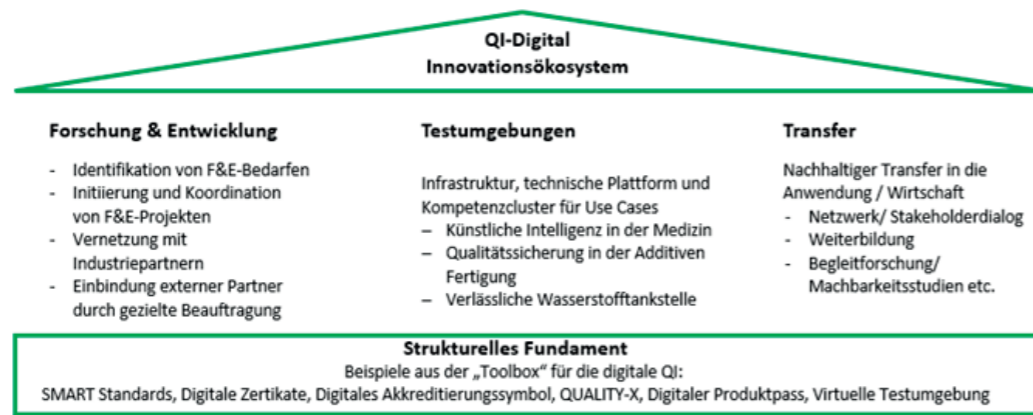 QI-Digital
Innovationsökosystem
Forschung & Entwicklung
- Identifikation von F&E-Bedarfen
- Initiierung und Koordination
von F&E-Projekten
- Vernetzung mit
Industriepartnern
- Einbindung externer Partner
durch gezielte Beauftragung
Testumgebungen
Infrastruktur, technische Plattform und
Kompetenzcluster für Use Cases
– Künstliche Intelligenz in der Medizin
– Qualitätssicherung in der Additiven
Fertigung
– Verlässliche Wasserstofftankstelle
Transfer
Nachhaltiger Transfer in die
Anwendung / Wirtschaft
- Netzwerk/ Stakeholderdialog
- Weiterbildung
- Begleitforschung/
Machbarkeitsstudien etc.
Strukturelles Fundament
Beispiele aus der „Toolbox“ für die digitale QI:
SMART Standards, Digitale Zertikate, Digitales Akkreditierungssymbol, QUALITY-X, Digitaler Produktpass, Virtuelle Testumgebung